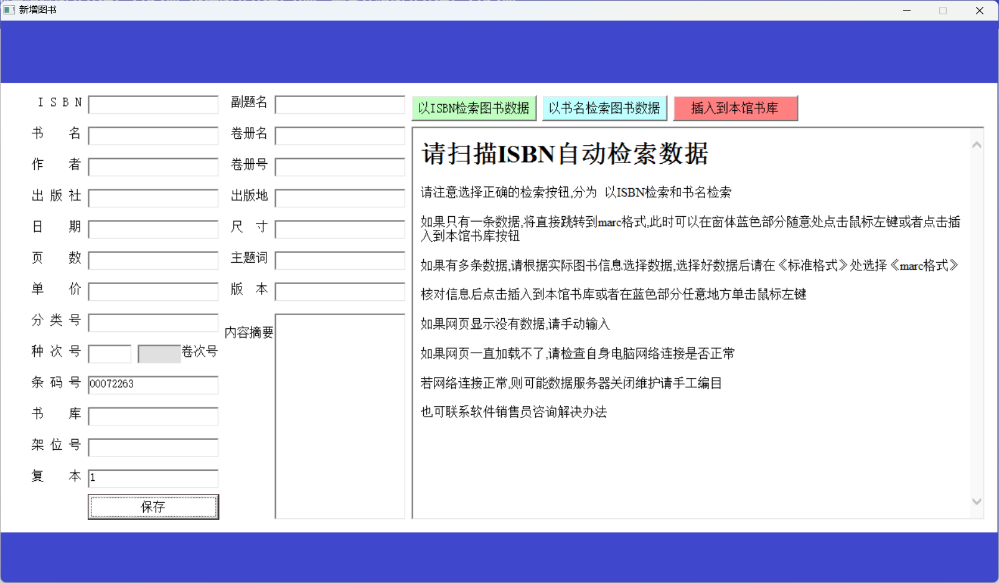 新增图书
ISBN
副题名
以ISBN检索图书数据
以书名检索图书数据
插入到本馆书库
书名
卷册名
作者
卷册号
出版社
出版地
日期
尺寸
页数
主题词
单价
版本
分类号
内容摘要
种次号
卷次号
条码号
00072263
书库
架位号
复本
1
保存
请扫描ISBN自动检索数据
请注意选择正确的检索按钮,分为 以ISBN检索和书名检索
如果只有一条数据,将直接跳转到marc格式,此时可以在窗体蓝色部分随意处点击鼠标左键或者点击插
入到本馆书库按钮
如果有多条数据,请根据实际图书信息选择数据,选择好数据后请在《标准格式》处选择《marc格式》
核对信息后点击插入到本馆书库或者在蓝色部分任意地方单击鼠标左键
如果网页显示没有数据,请手动输入
如果网页一直加载不了,请检查自身电脑网络连接是否正常
若网络连接正常,则可能数据服务器关闭维护请手工编目
也可联系软件销售员咨询解决办法